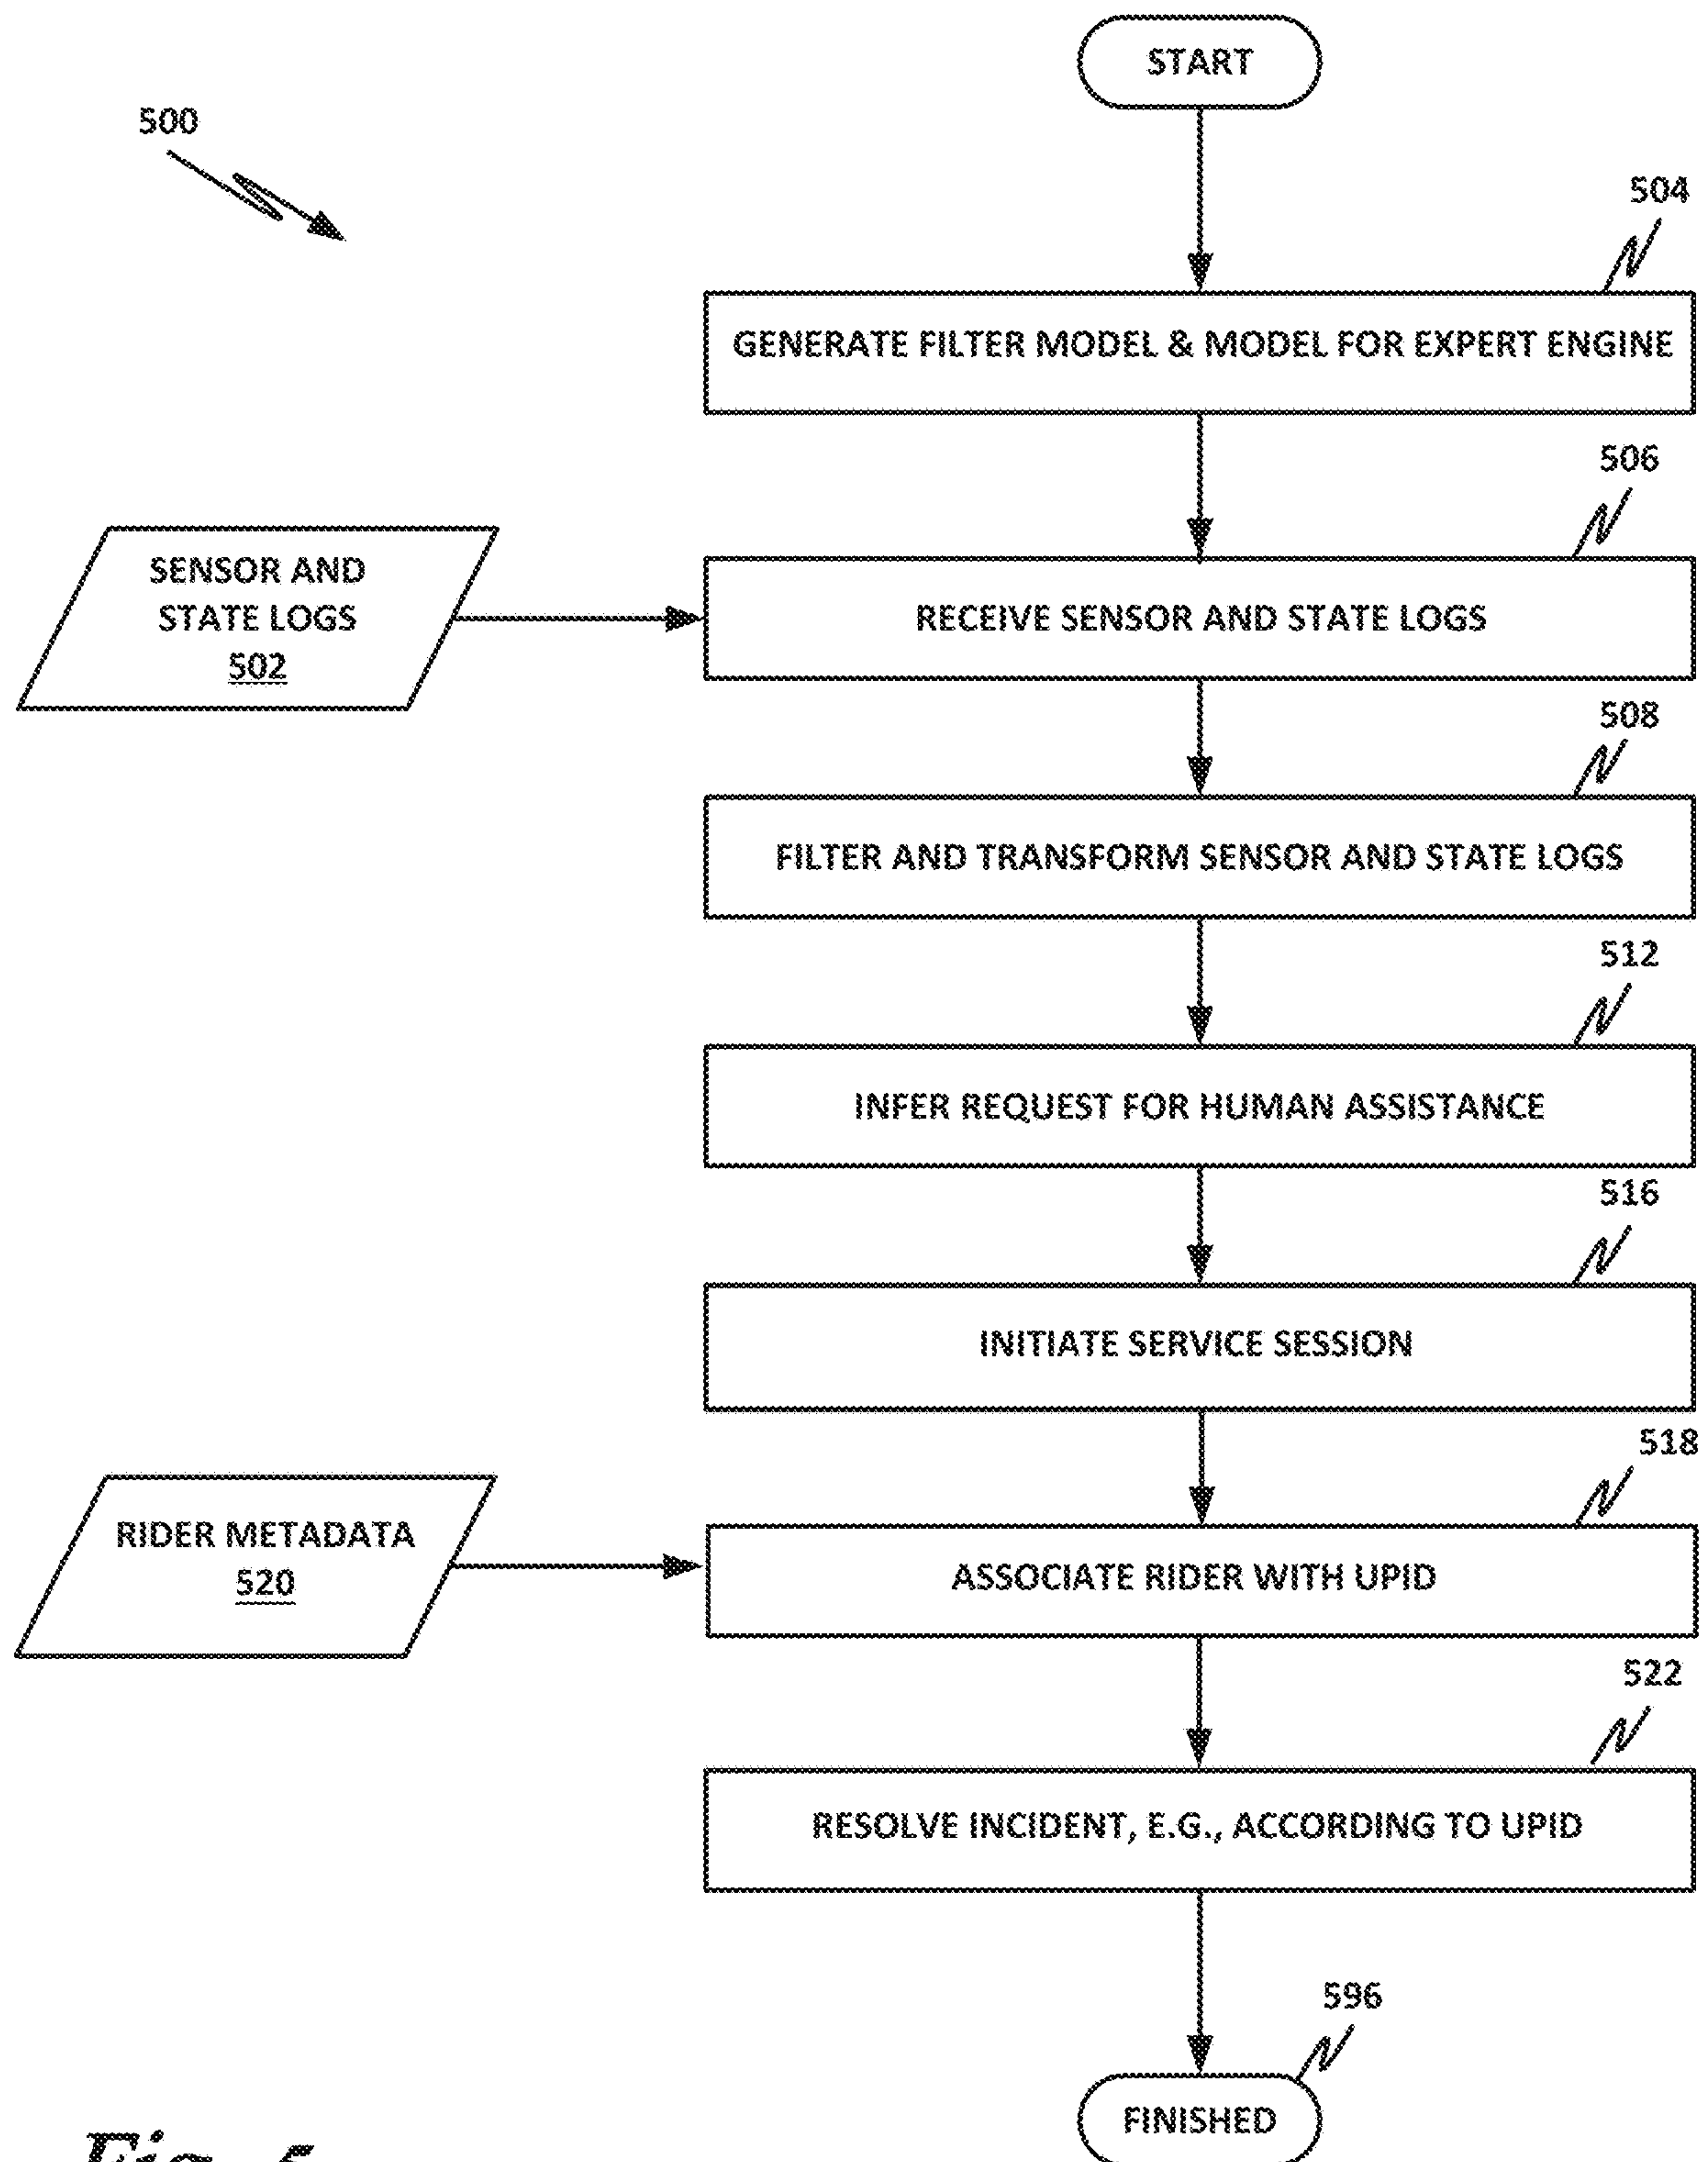 START
500
504
GENERATE FILTER MODEL & MODEL FOR EXPERT ENGINE
506
SENSOR AND
STATE LOGS
502
RECEIVE SENSOR AND STATE LOGS
508
FILTER AND TRANSFORM SENSOR AND STATE LOGS
512
INFER REQUEST FOR HUMAN ASSISTANCE
516
INITIATE SERVICE SESSION
518
RIDER METADATA
520
ASSOCIATE RIDER WITH UPID
522
RESOLVE INCIDENT, E.G., ACCORDING TO UPID
596
FINISHED
Fig. 5